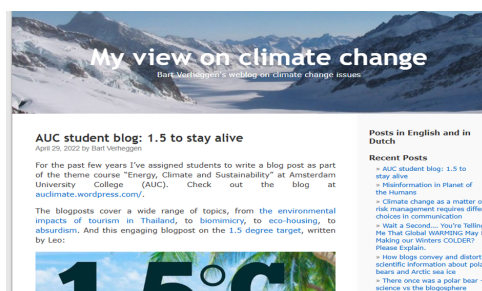 My view on climate change
Bart Verheggen's weblog on climate change issues
AUC student blog: 1.5 to stay alive
April 29, 2022 by Bart Verheggen
For the past few years I've assigned students to write a blog post as part
of the theme course "Energy, Climate and Sustainability" at Amsterdam
University College (AUC). Check out the blog at
auclimate.wordpress.com/.
The blogposts cover a wide range of topics, from the environmental
impacts of tourism in Thailand, to biomimicry, to eco-housing, to
absurdism. And this engaging blogpost on the 1.5 degree target, written
by Leo:
1.5°C
Posts in English and in
Dutch
Recent Posts
» AUC student blog: 1.5 to
stay alive
» Misinformation in Planet of
the Humans
» Climate change as a matter o
risk management requires differ
choices in communication
» Wait a Second…. You're Telling
Me That Global WARMING May
Making our Winters COLDER?
Please Explain.
» How blogs convey and distort
scientific information about pola
bears and Arctic sea ice
» There once was a polar bear –
science vs the blogosphere